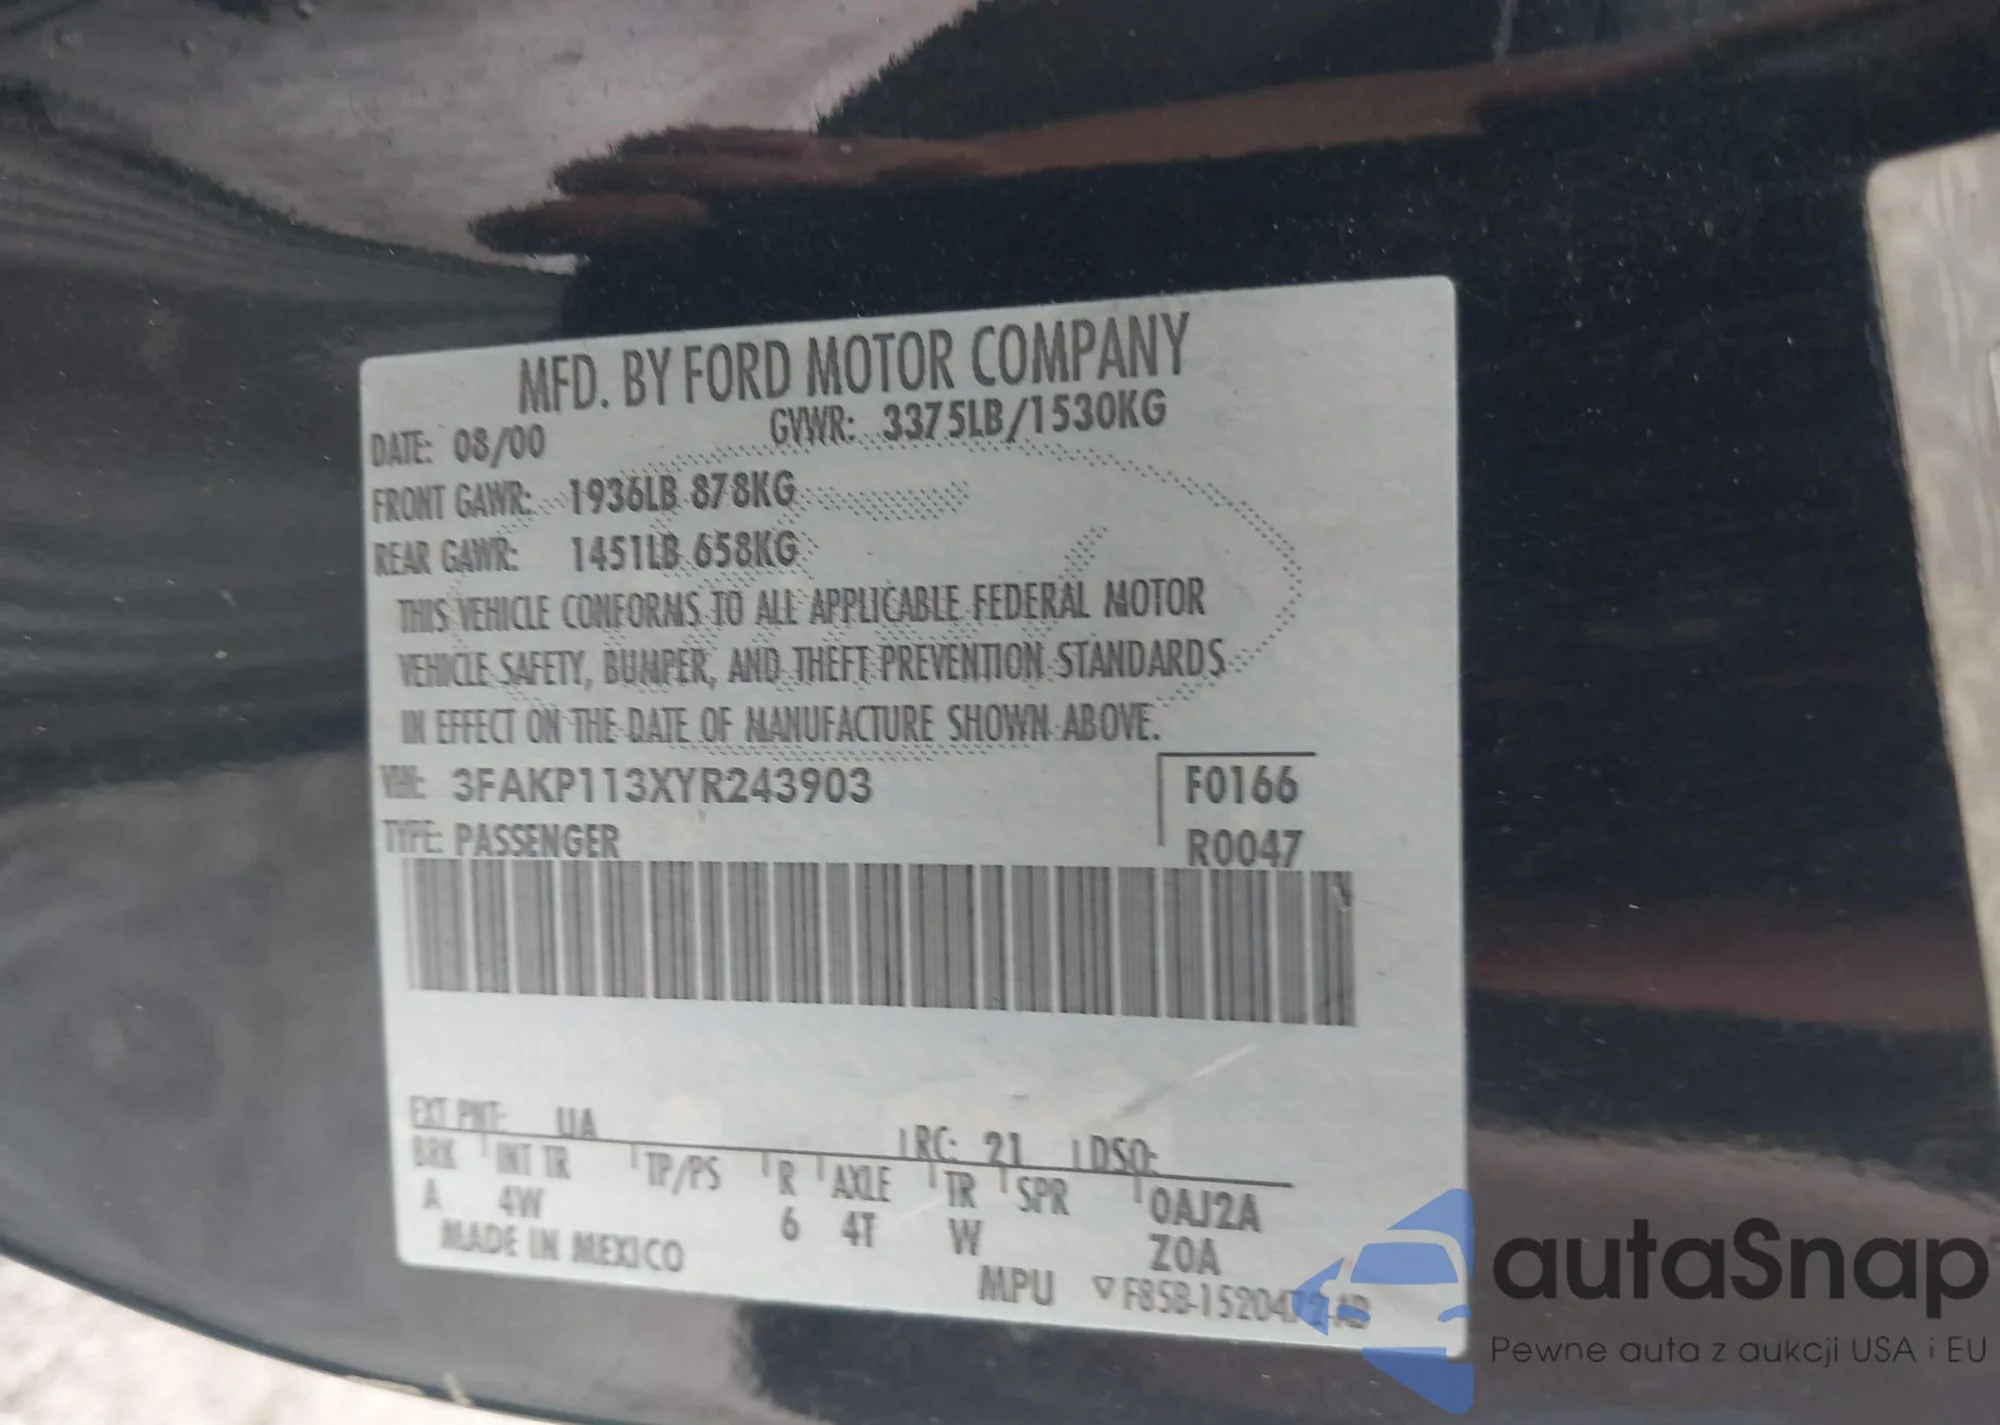 MFD. BY FORD MOTOR COMPANY
DATE: 08/00 GVWR: 3375LB/1530KG
FRONT GAWR: 1936LB 878KG
REAR GAWR: 1451LB 658KG
THIS VEHICLE CONFORMS TO ALL APPLICABLE FEDERAL MOTOR
VEHICLE SAFETY, BUMPER, AND THEFT PREVENTION STANDARDS
IN EFFECT ON THE DATE OF MANUFACTURE SHOWN ABOVE.
VIN: 3FAKP113XYR243903 F0166
TYPE: PASSENGER R0047
EXT PNT: UA RC: 21 DSO:
BRK INT TR TP/PS R AXLE TR SPR 0AJ2A
A 4W 6 4T W Z0A
MADE IN MEXICO
MPU F85B-1520472-AB
autaSnap
Pewne auta z aukcji USA i EU